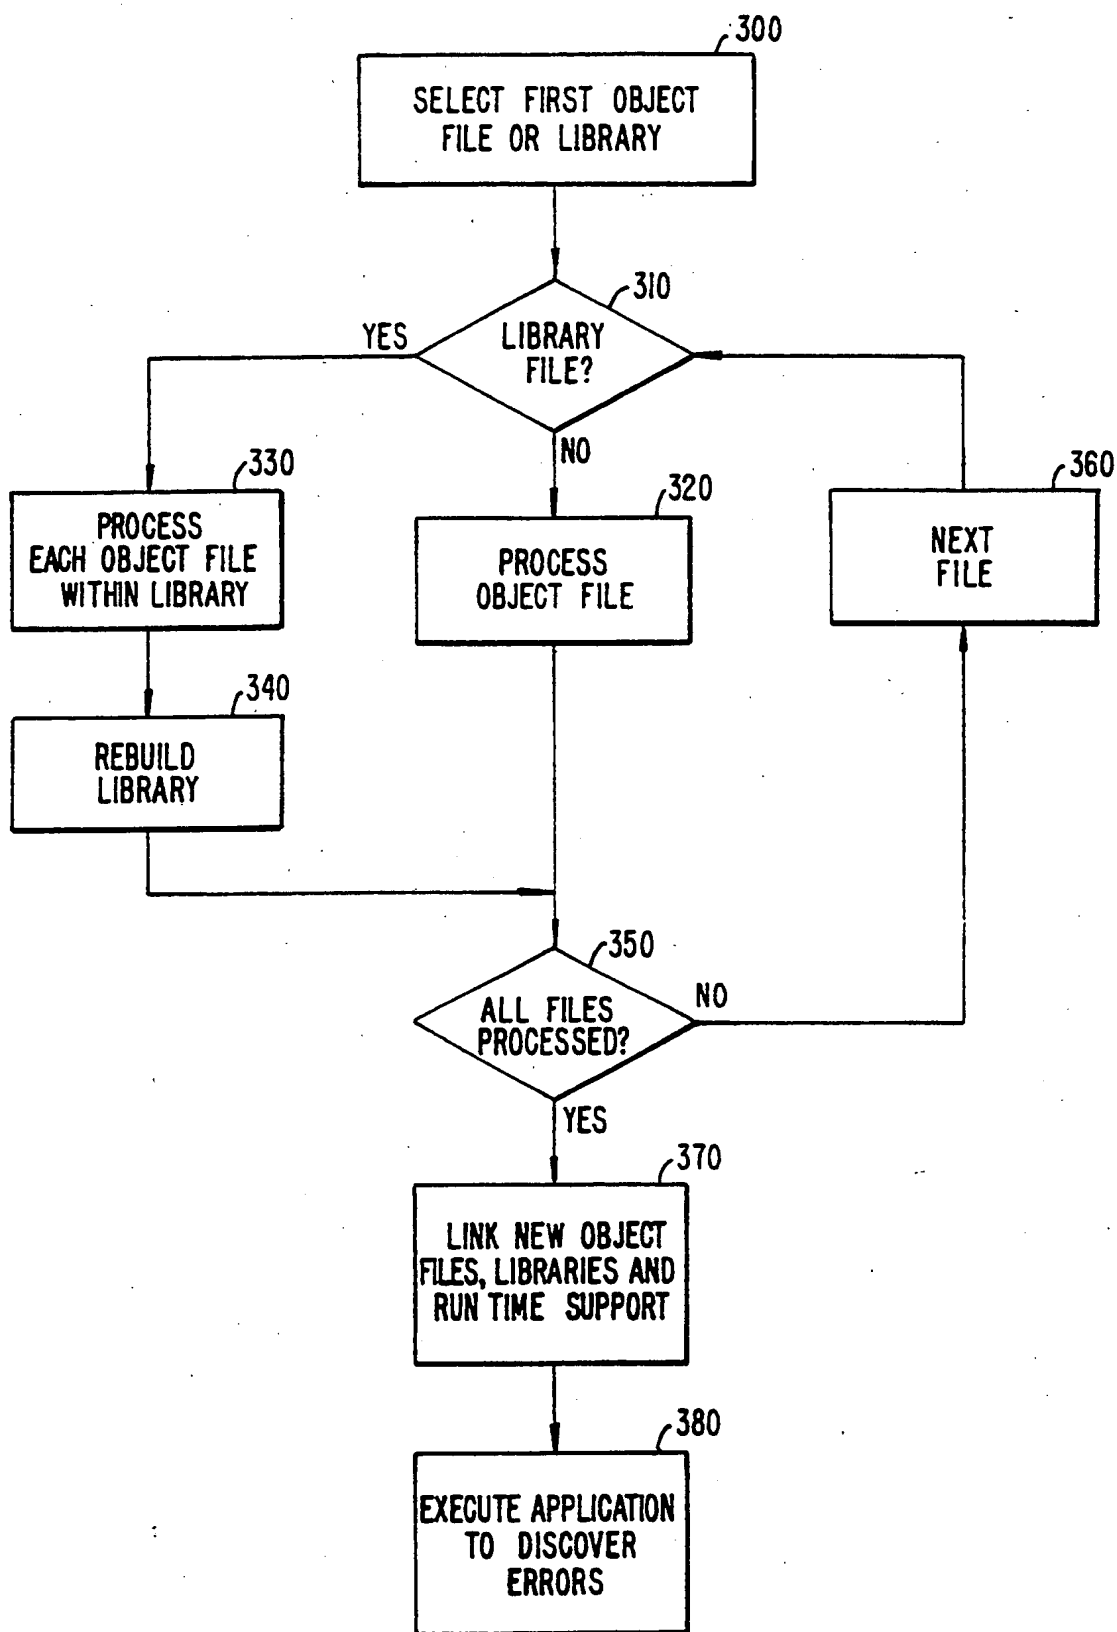 300
SELECT FIRST OBJECT
FILE OR LIBRARY
310
YES
LIBRARY
FILE?
NO
330
PROCESS
EACH OBJECT FILE
WITHIN LIBRARY
320
PROCESS
OBJECT FILE
360
NEXT
FILE
340
REBUILD
LIBRARY
350
ALL FILES
PROCESSED?
NO
YES
370
LINK NEW OBJECT
FILES, LIBRARIES AND
RUN TIME SUPPORT
380
EXECUTE APPLICATION
TO DISCOVER
ERRORS